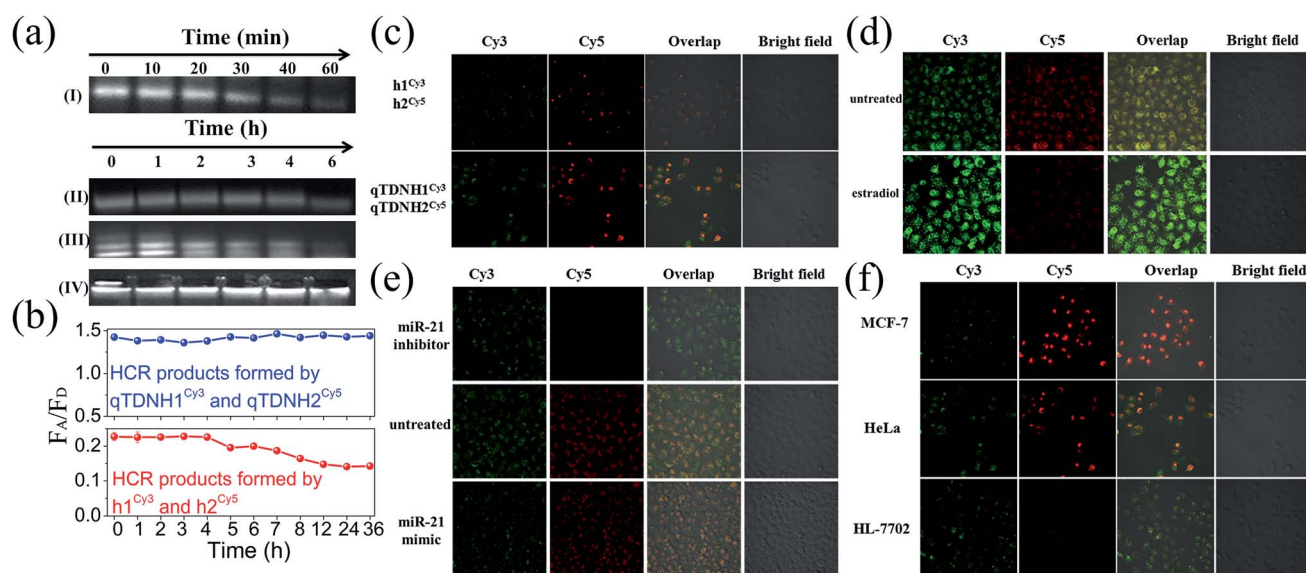 (a)
Time (min)
0 10 20 30 40 60
(I)
Time (h)
0 1 2 3 4 6
(II)
(III)
(IV)
(b)
F_A/F_D
1.5
1.0
0.5
HCR products formed by
qTDNH1^Cy3 and qTDNH2^Cy5
0.2
0.1
0.0
HCR products formed by
h1^Cy3 and h2^Cy5
0 1 2 3 4 5 6 7 8 12 24 36
Time (h)
(c)
Cy3 Cy5 Overlap Bright field
h1^Cy3
h2^Cy5
qTDNH1^Cy3
qTDNH2^Cy5
(d)
Cy3 Cy5 Overlap Bright field
untreated
estradiol
(e)
Cy3 Cy5 Overlap Bright field
miR-21
inhibitor
untreated
miR-21
mimic
(f)
Cy3 Cy5 Overlap Bright field
MCF-7
HeLa
HL-7702